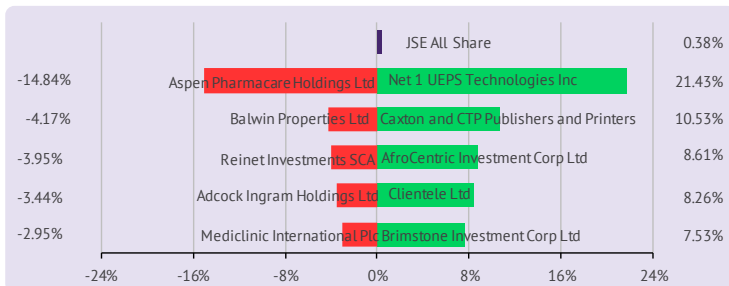 JSE All Share 0.38%
-14.84% Aspen Pharmacare Holdings Ltd Net 1 UEPS Technologies Inc 21.43%
-4.17% Balwin Properties Ltd Caxton and CTP Publishers and Printers 10.53%
-3.95% Reinet Investments SCA AfroCentric Investment Corp Ltd 8.61%
-3.44% Adcock Ingram Holdings Ltd Clientele Ltd 8.26%
-2.95% Mediclinic International Plc Brimstone Investment Corp Ltd 7.53%
-24% -16% -8% 0% 8% 16% 24%